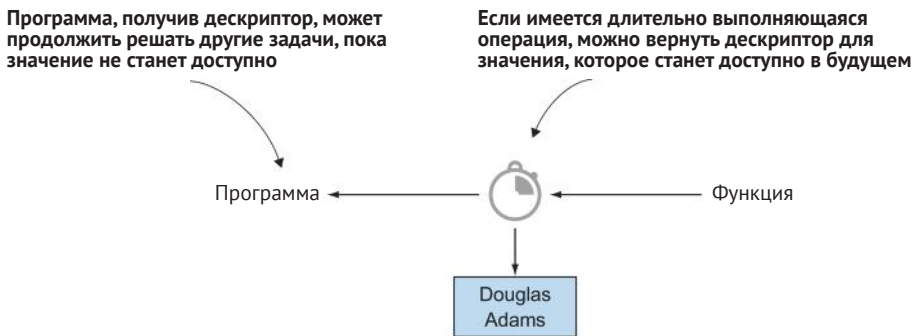 Программа, получив дескриптор, может
продолжить решать другие задачи, пока
значение не станет доступно
Если имеется длительно выполняющаяся
операция, можно вернуть дескриптор для
значения, которое станет доступно в будущем
Программа
Функция
Douglas
Adams